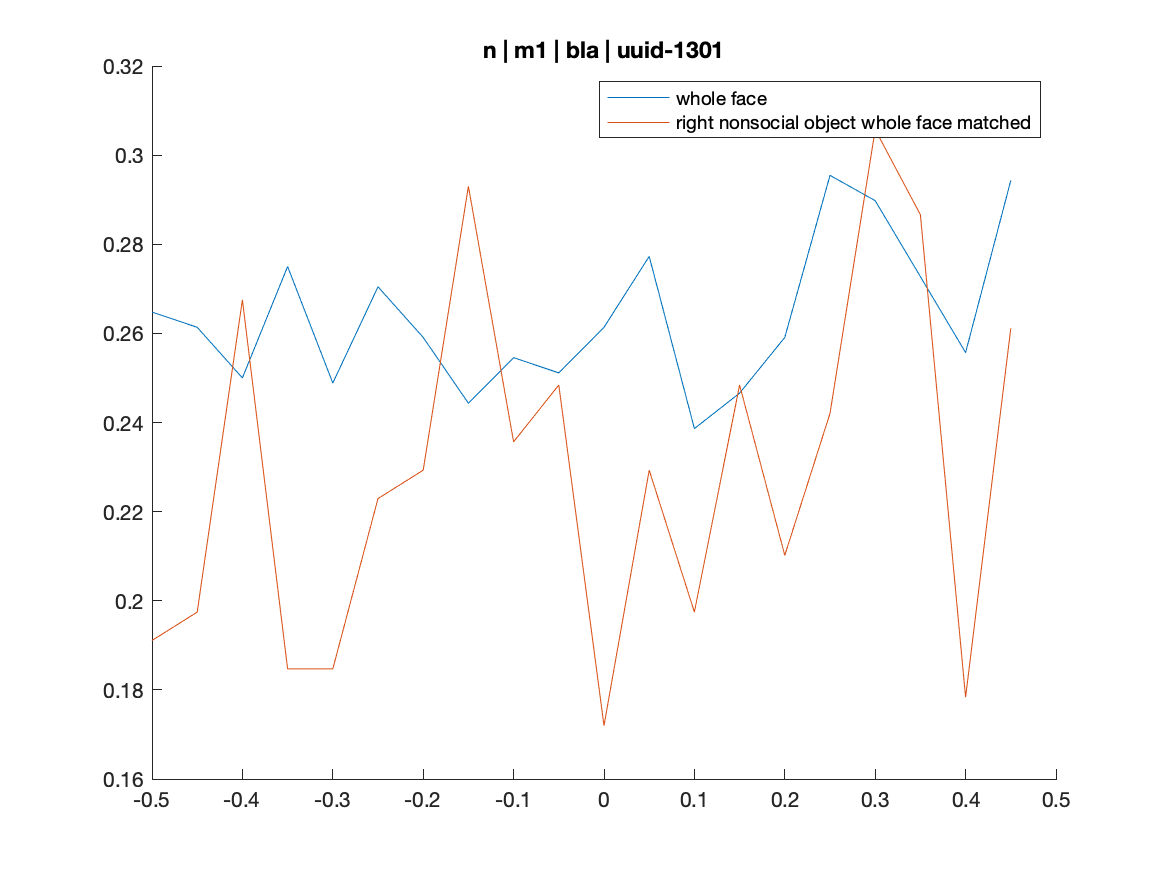 n | m1 | bla | uuid-1301
whole face
right nonsocial object whole face matched
0.32
0.3
0.28
0.26
0.24
0.22
0.2
0.18
0.16
-0.5 -0.4 -0.3 -0.2 -0.1 0 0.1 0.2 0.3 0.4 0.5